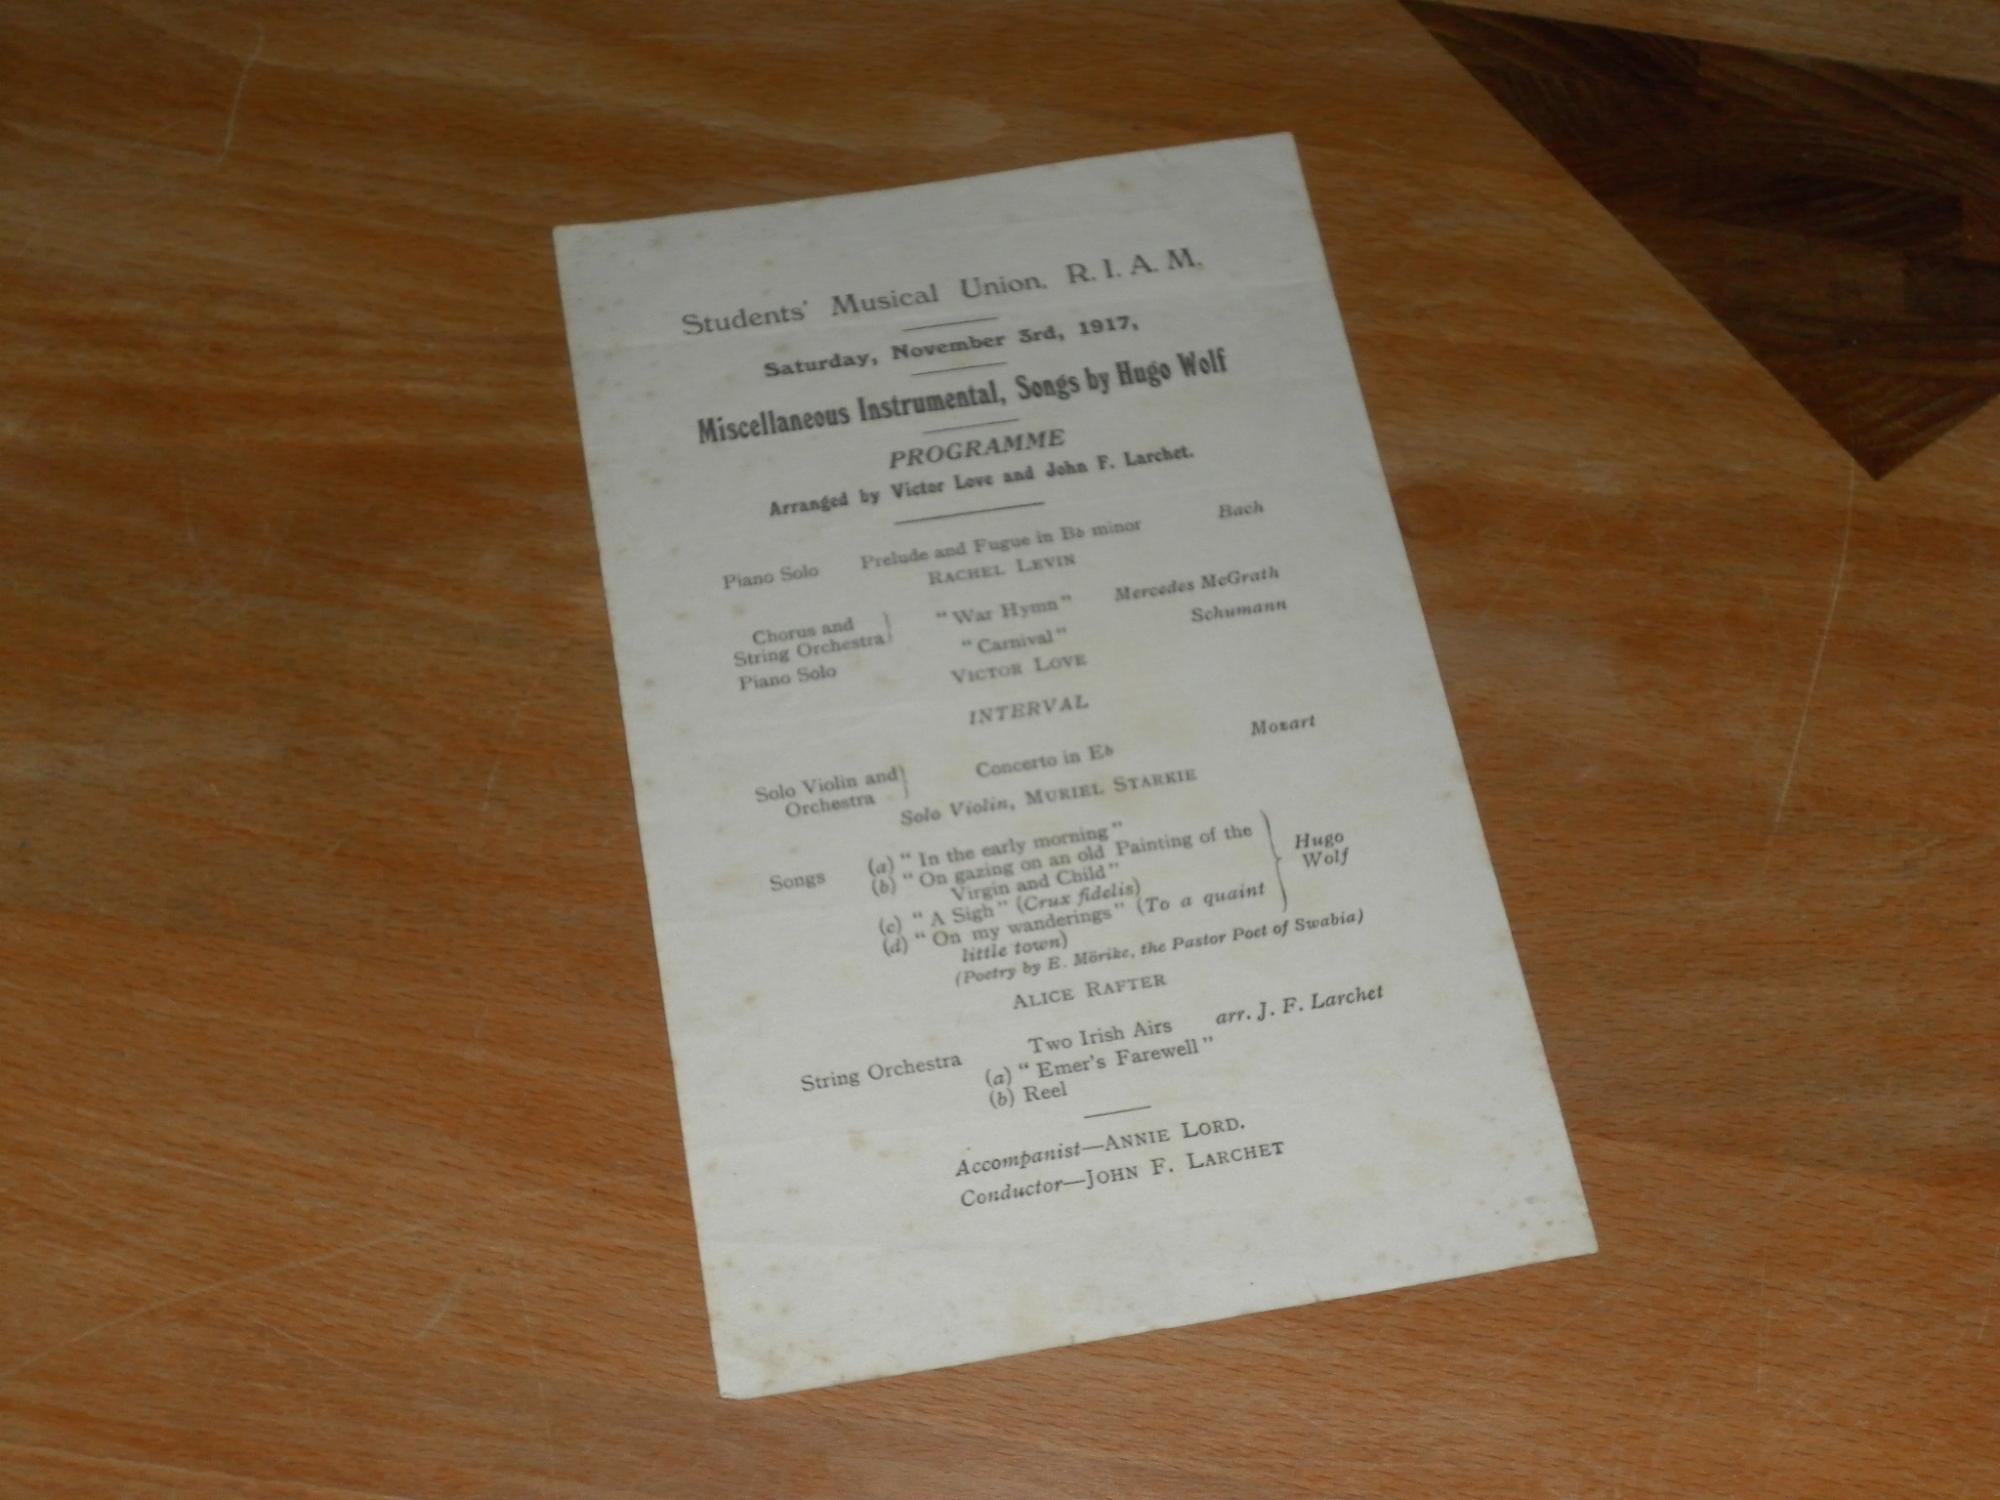 Students' Musical Union, R. I. A. M.
Saturday, November 3rd, 1917,
Miscellaneous Instrumental, Songs by Hugo Wolf
PROGRAMME
Arranged by Victor Love and John F. Larchet.
Piano Solo Prelude and Fugue in B♭ minor Bach
RACHEL LEVIN
Chorus and
String Orchestra } "War Hymn" Mercedes McGrath
Piano Solo "Carnival" Schumann
VICTOR LOVE
INTERVAL
Solo Violin and
Orchestra } Concerto in E♭ Mozart
Solo Violin, MURIEL STARKIE
Songs (a) "In the early morning"
(b) "On gazing on an old Painting of the
Virgin and Child"
(c) "A Sigh" (Crux fidelis)
(d) "On my wanderings" (To a quaint
little town)
} Hugo
Wolf
(Poetry by E. Mörike, the Pastor Poet of Swabia)
ALICE RAFTER
String Orchestra Two Irish Airs arr. J. F. Larchet
(a) "Emer's Farewell"
(b) Reel
Accompanist—ANNIE LORD.
Conductor—JOHN F. LARCHET